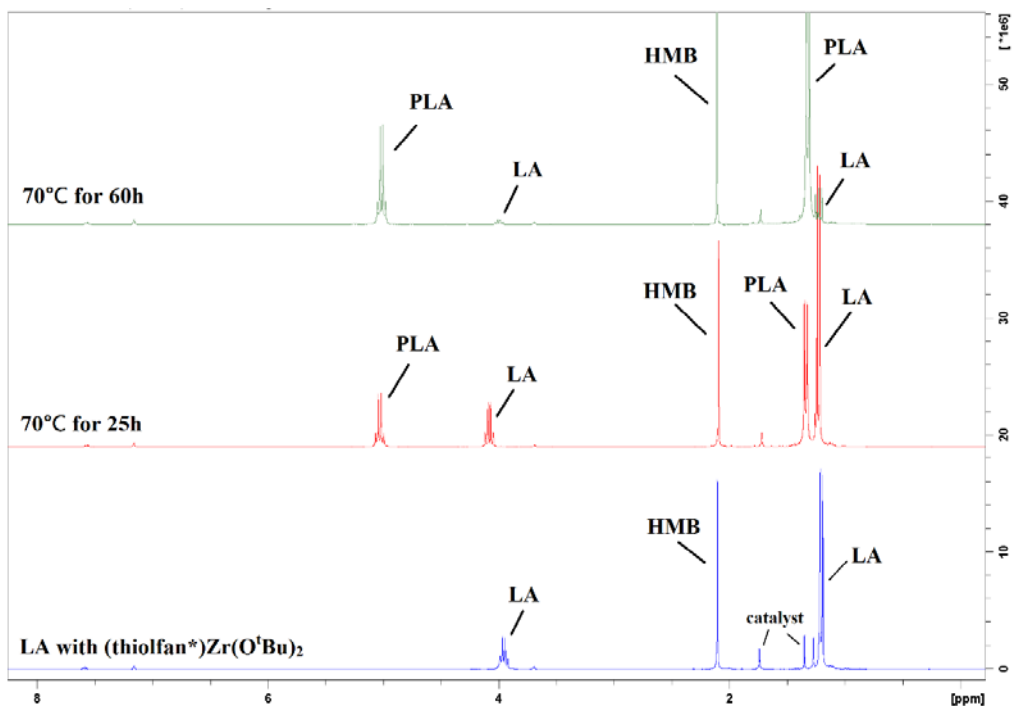 [ *1e6]
HMB
PLA
PLA
LA
LA
70°C for 60h
50
40
HMB
PLA
LA
PLA
LA
70°C for 25h
30
20
HMB
LA
LA
catalyst
LA with (thiolfan*)Zr(OᵗBu)₂
10
0
8
6
4
2
[ppm]